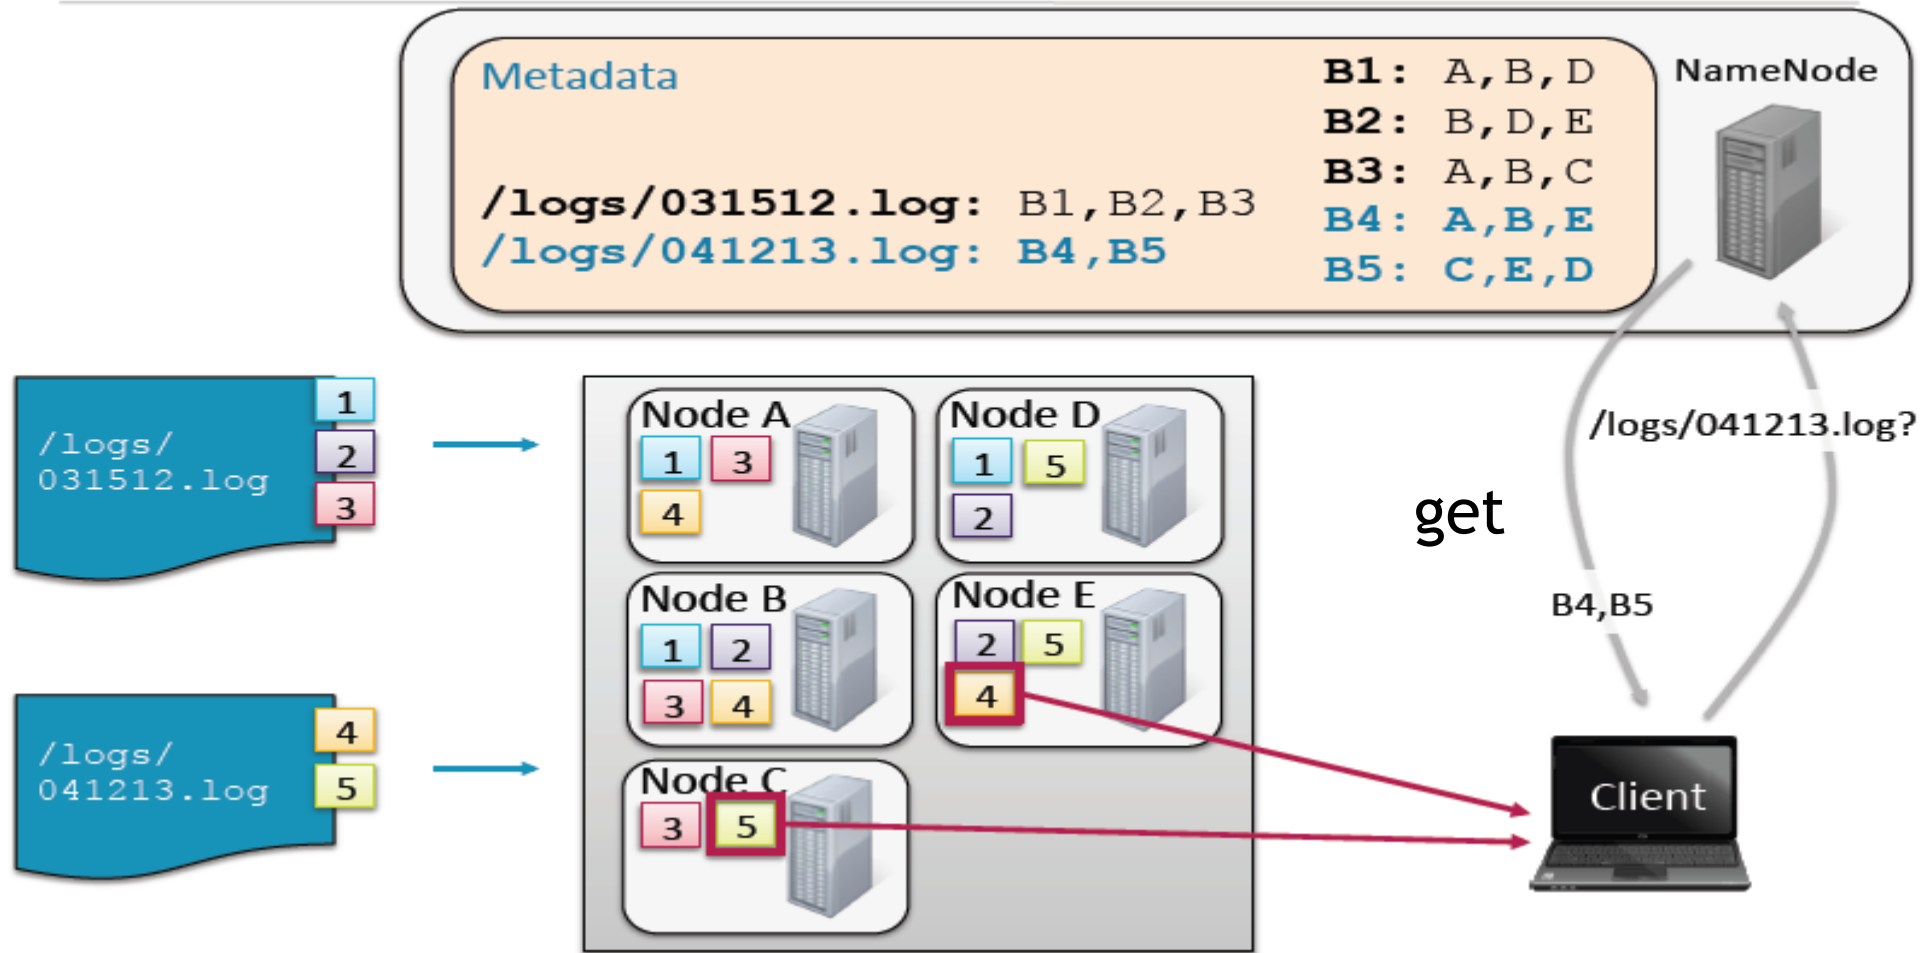 Metadata
/logs/031512.log: B1,B2,B3
/logs/041213.log: B4,B5
B1: A,B,D
B2: B,D,E
B3: A,B,C
B4: A,B,E
B5: C,E,D
NameNode
/logs/
031512.log
1
2
3
/logs/
041213.log
4
5
Node A
1 3
4
Node D
1 5
2
Node B
1 2
3 4
Node E
2 5
4
Node C
3 5
/logs/041213.log?
get
B4,B5
Client